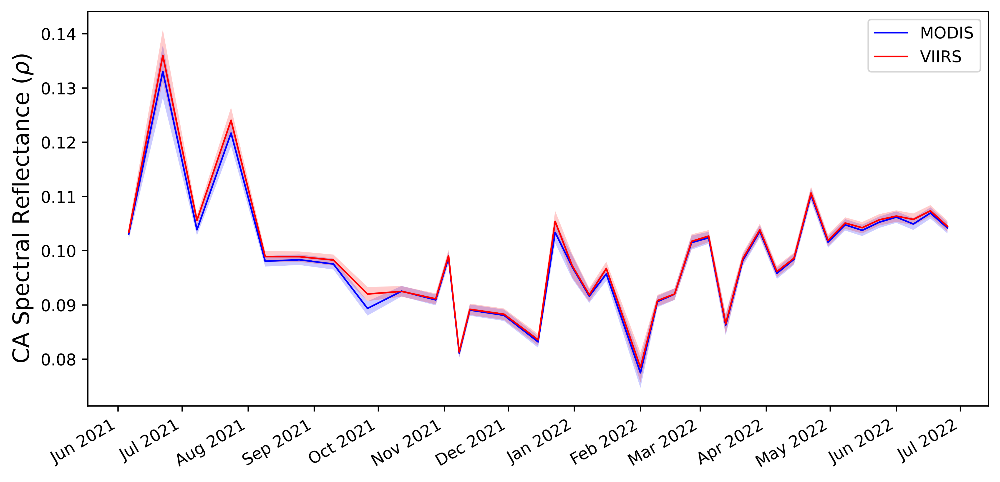 CA Spectral Reflectance (ρ)
0.14
0.13
0.12
0.11
0.10
0.09
0.08
MODIS
VIIRS
Jun 2021
Jul 2021
Aug 2021
Sep 2021
Oct 2021
Nov 2021
Dec 2021
Jan 2022
Feb 2022
Mar 2022
Apr 2022
May 2022
Jun 2022
Jul 2022